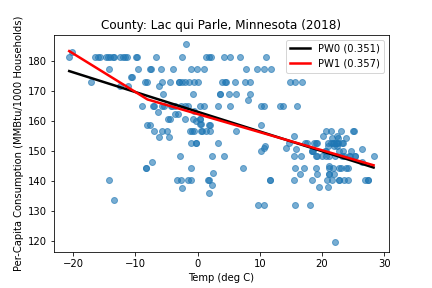 County: Lac qui Parle, Minnesota (2018)
Per-Capita Consumption (MMBtu/1000 Households)
180
170
160
150
140
130
120
PW0 (0.351)
PW1 (0.357)
−20 −10 0 10 20 30
Temp (deg C)